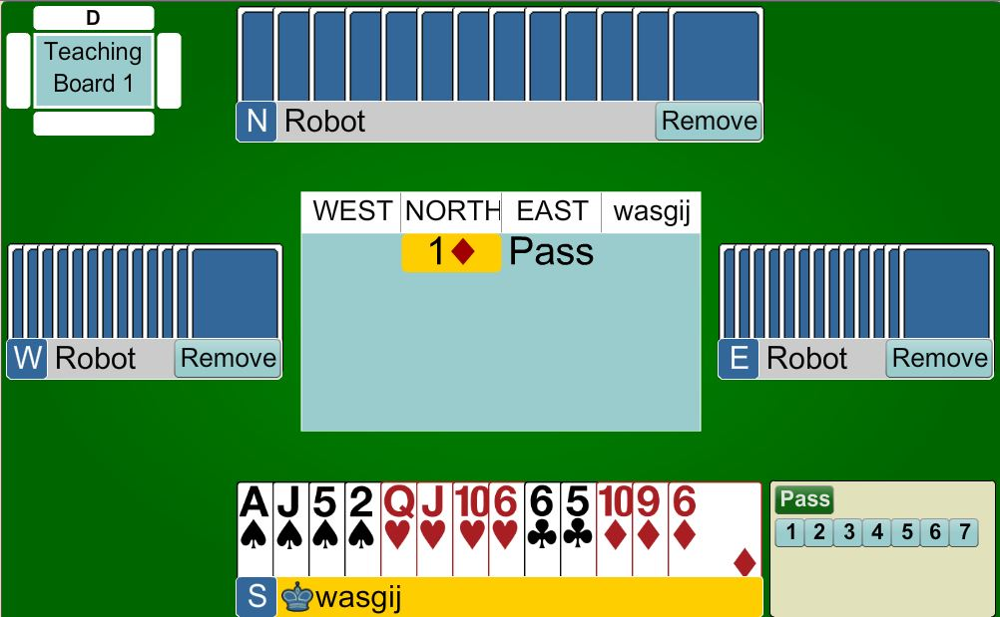 D
Teaching
Board 1
N Robot Remove
WEST NORTH EAST wasgij
1♦ Pass
W Robot Remove
E Robot Remove
A J 5 2 Q J 10 6 6 5 10 9 6
♠ ♠ ♠ ♠ ♥ ♥ ♥ ♥ ♣ ♣ ♦ ♦ ♦
Pass
1 2 3 4 5 6 7
S wasgij